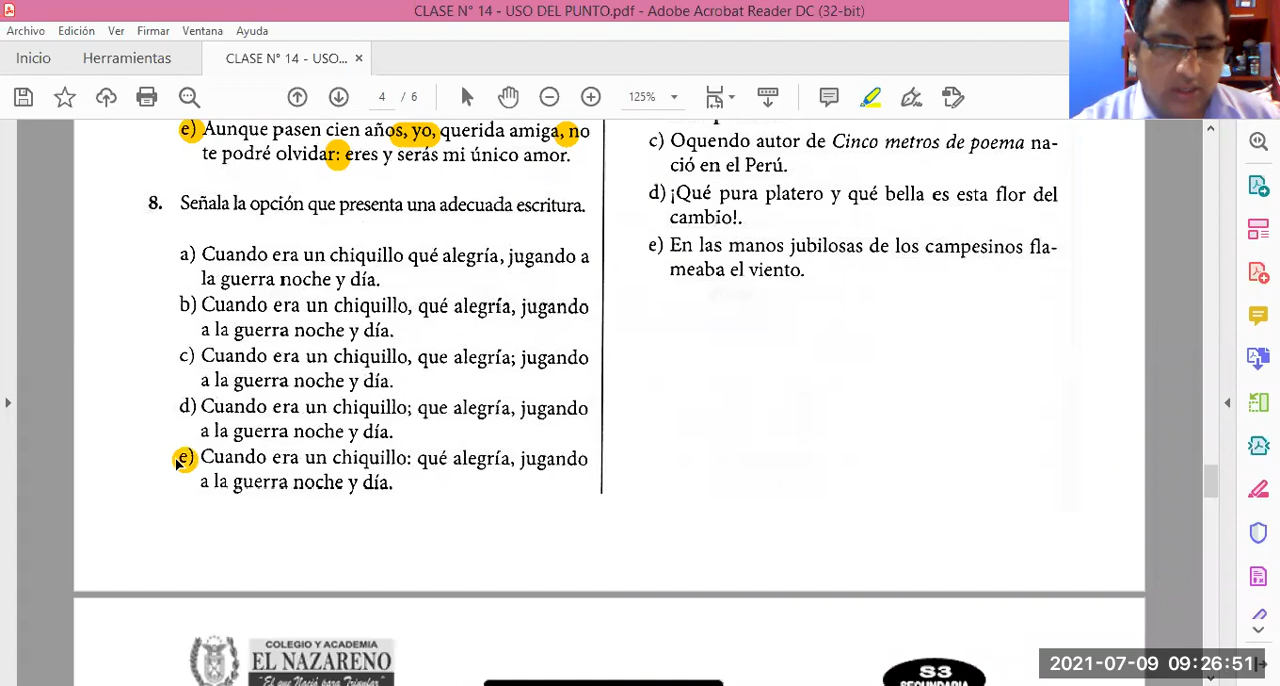 CLASE N° 14 - USO DEL PUNTO.pdf - Adobe Acrobat Reader DC (32-bit)
Archivo Edición Ver Firmar Ventana Ayuda
Inicio Herramientas CLASE N° 14 - USO... ×
4 / 6 125%
e) Aunque pasen cien años, yo, querida amiga, no
te podré olvidar: eres y serás mi único amor.
8. Señala la opción que presenta una adecuada escritura.
a) Cuando era un chiquillo qué alegría, jugando a
la guerra noche y día.
b) Cuando era un chiquillo, qué alegría, jugando
a la guerra noche y día.
c) Cuando era un chiquillo, que alegría; jugando
a la guerra noche y día.
d) Cuando era un chiquillo; que alegría, jugando
a la guerra noche y día.
e) Cuando era un chiquillo: qué alegría, jugando
a la guerra noche y día.
c) Oquendo autor de Cinco metros de poema na-
ció en el Perú.
d) ¡Qué pura platero y qué bella es esta flor del
cambio!.
e) En las manos jubilosas de los campesinos fla-
meaba el viento.
COLEGIO Y ACADEMIA
EL NAZARENO
"El que Nació para Triunfar"
S3
SECUNDARIA
2021-07-09 09:26:51